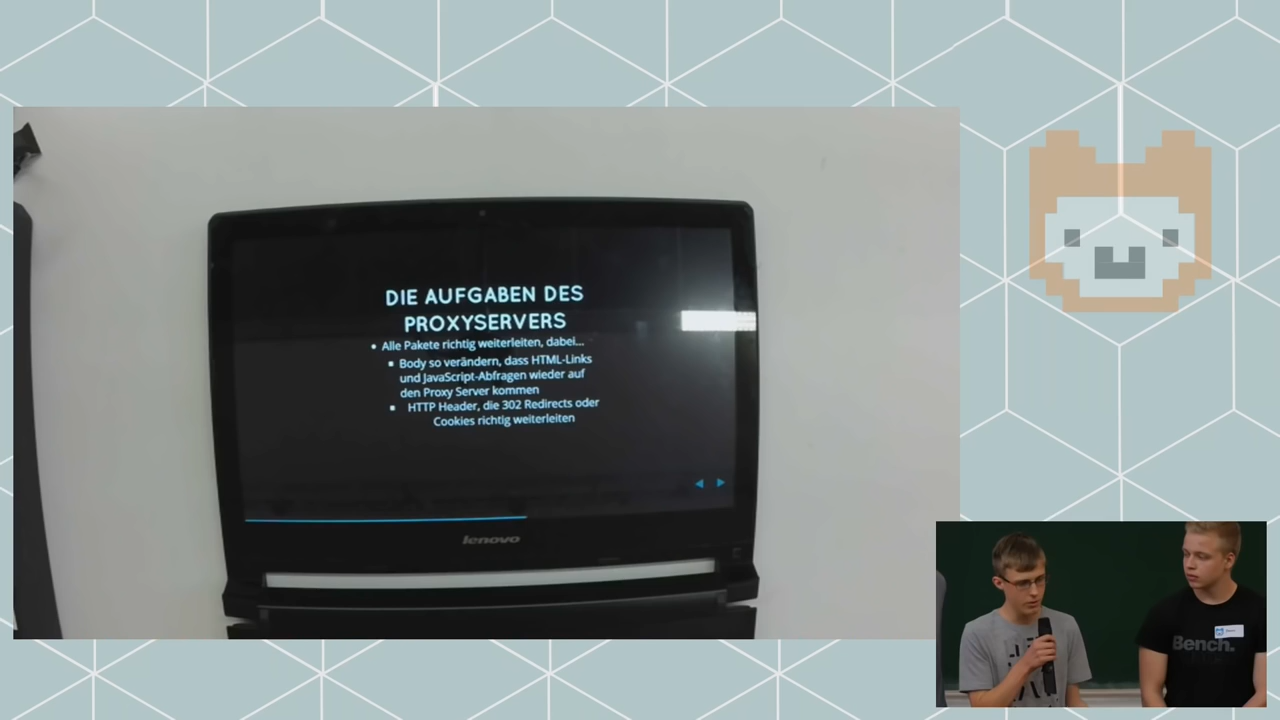 DIE AUFGABEN DES
PROXYSERVERS
Alle Pakete richtig weiterleiten, dabei...
Body so verändern, dass HTML-Links
und JavaScript-Abfragen wieder auf
den Proxy Server kommen
HTTP Header, die 302 Redirects oder
Cookies richtig weiterleiten
lenovo
Bench.